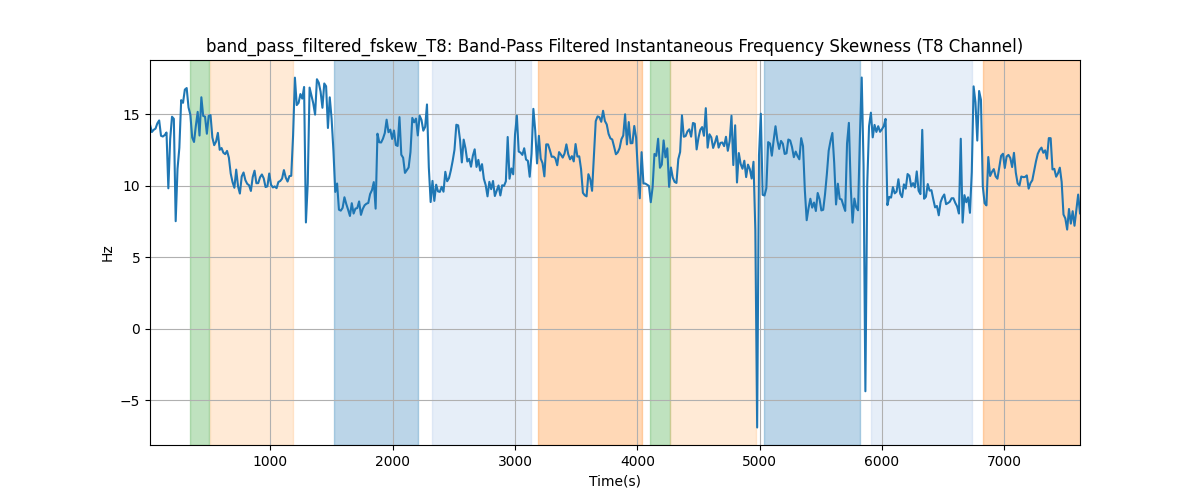 band_pass_filtered_fskew_T8: Band-Pass Filtered Instantaneous Frequency Skewness (T8 Channel)
15
10
5
0
−5
Hz
1000 2000 3000 4000 5000 6000 7000
Time(s)